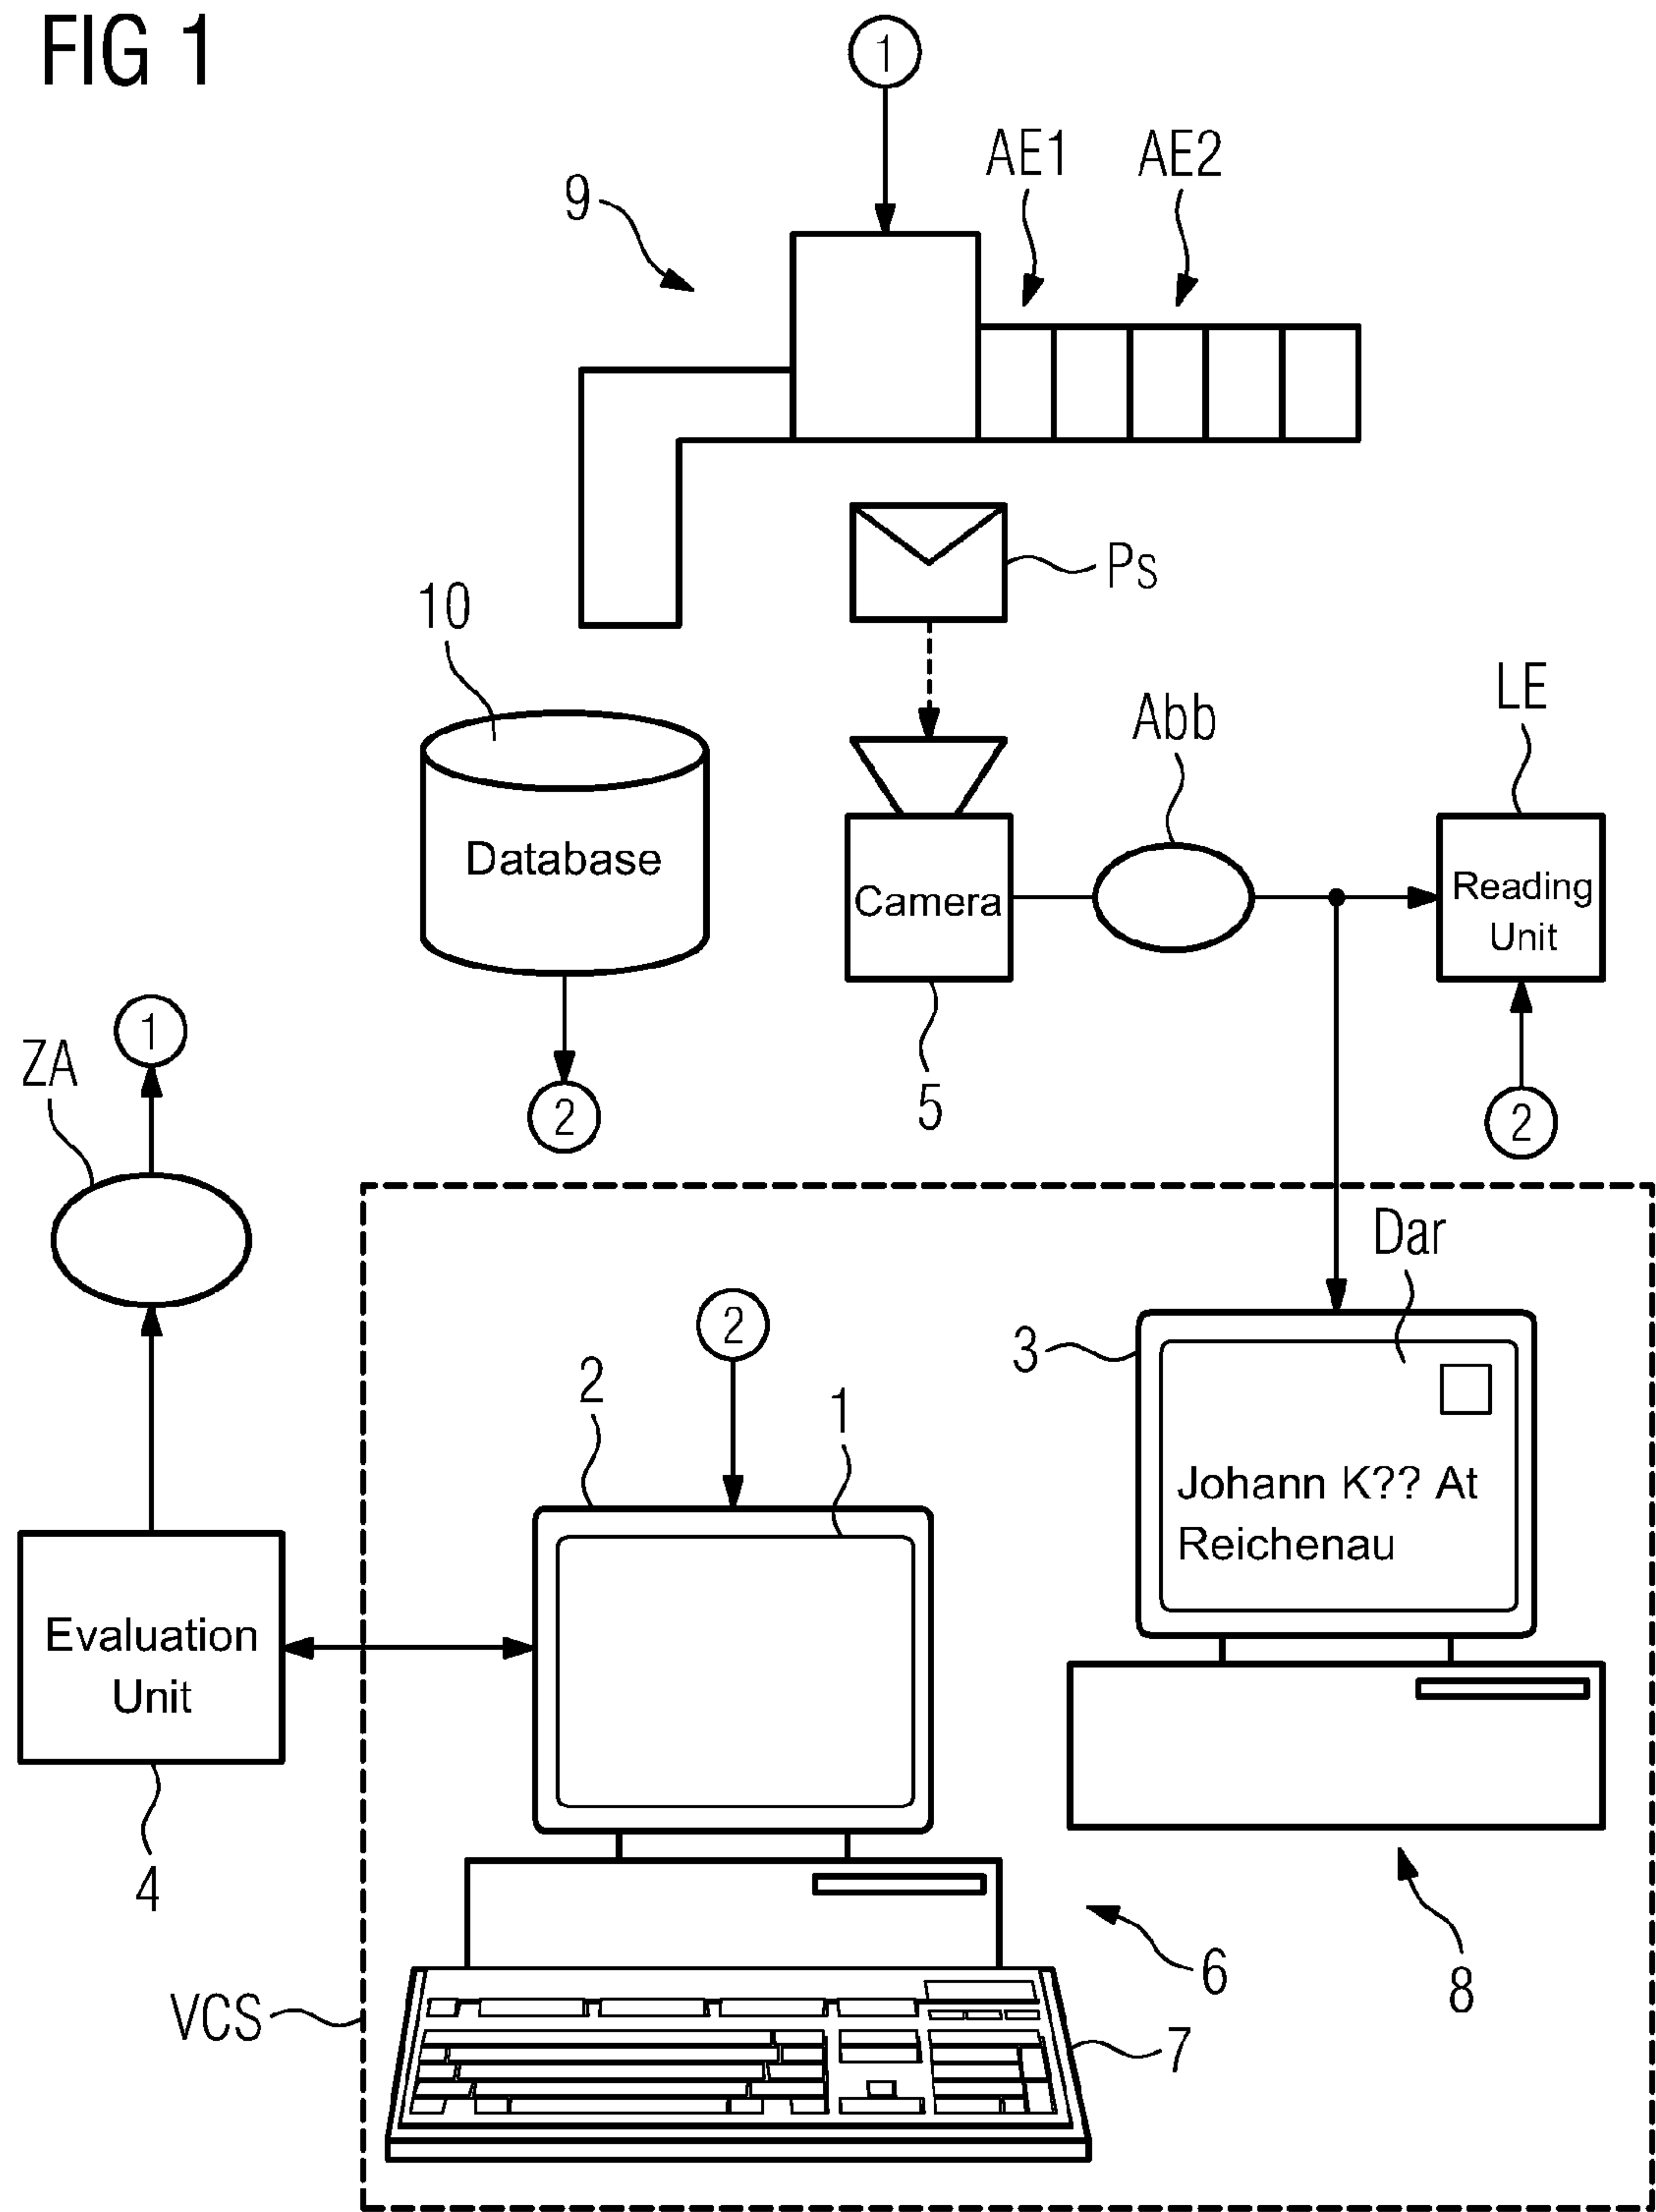 FIG 1
1
AE1
AE2
9
Ps
10
LE
Abb
Database
Camera
Reading
Unit
1
ZA
2
5
2
Dar
2
3
2
1
Johann K?? At
Reichenau
Evaluation
Unit
4
6
8
VCS
7